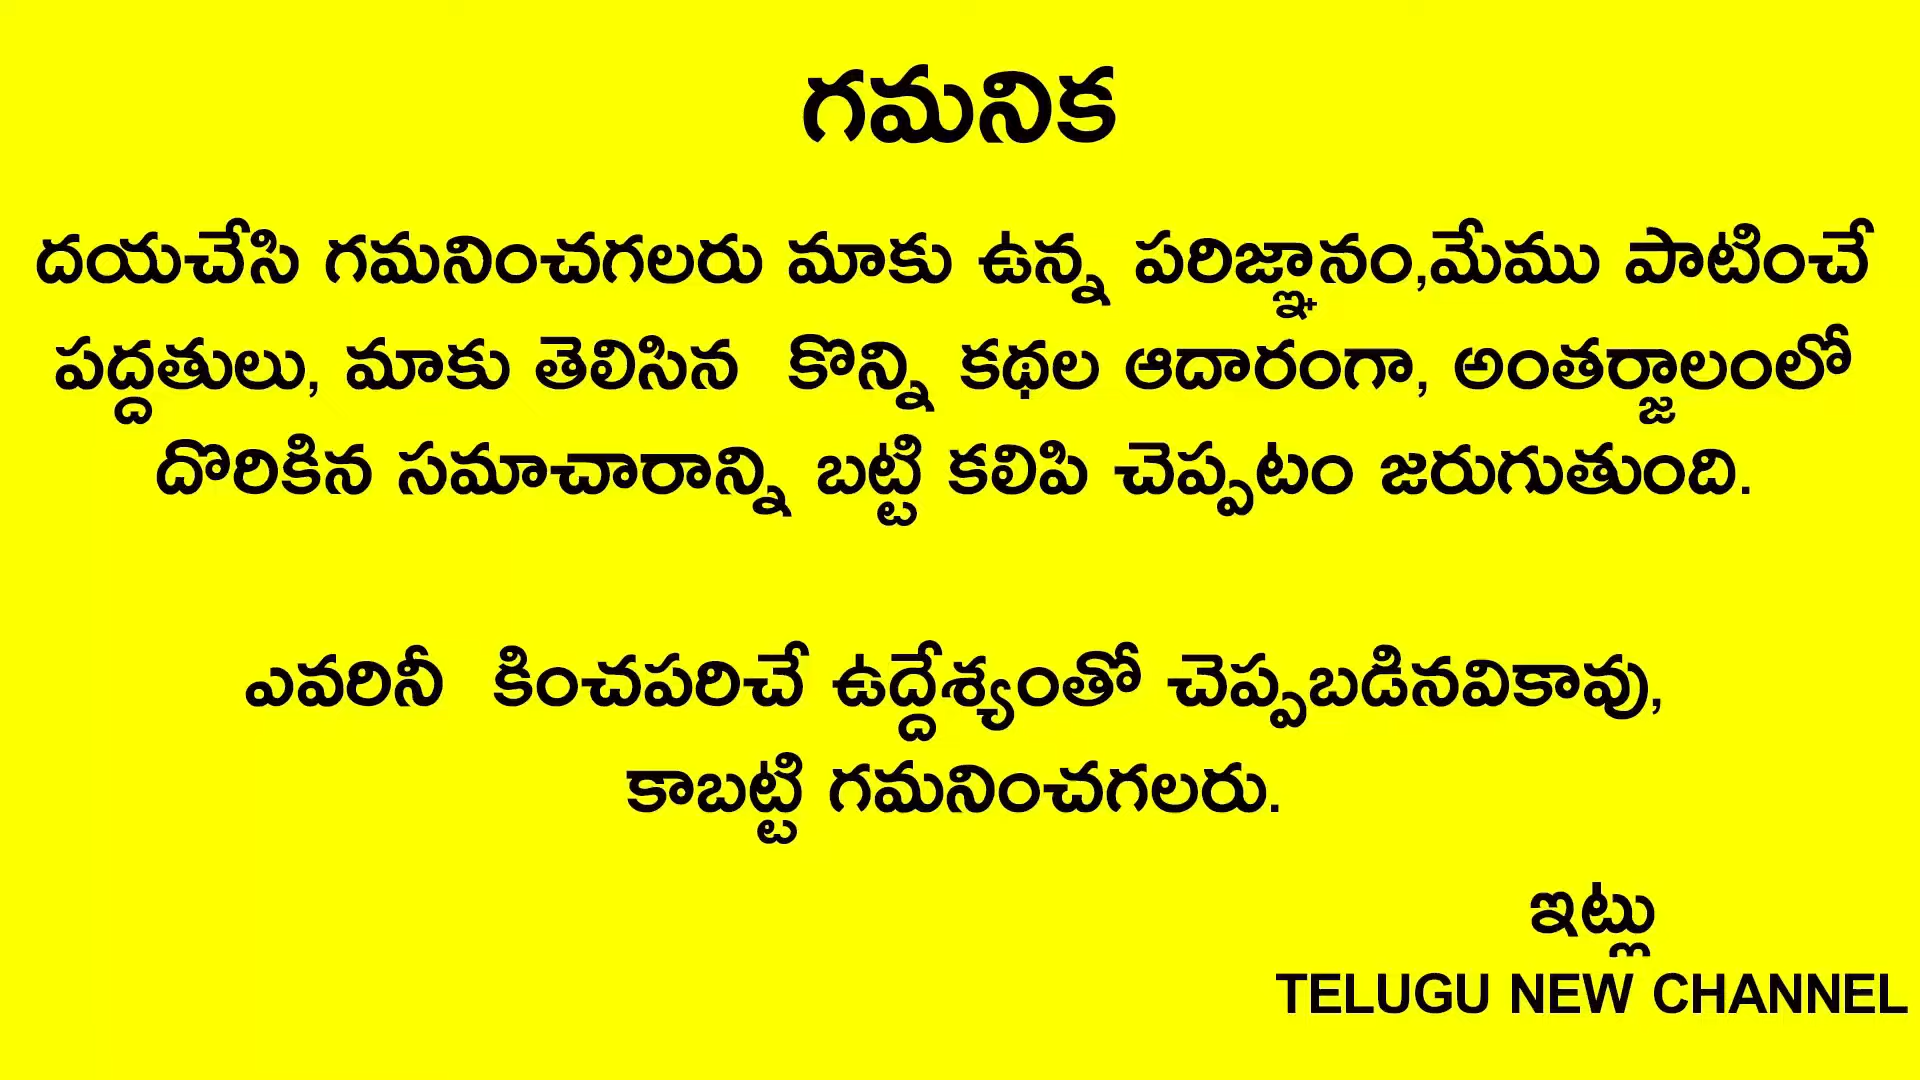 గమనిక
దయచేసి గమనించగలరు మాకు ఉన్న పరిజ్ఞానం,మేము పాటించే
పద్దతులు, మాకు తెలిసిన కొన్ని కథల ఆదారంగా, అంతర్జాలంలో
దొరికిన సమాచారాన్ని బట్టి కలిపి చెప్పటం జరుగుతుంది.
ఎవరినీ కించపరిచే ఉద్దేశ్యంతో చెప్పబడినవికావు,
కాబట్టి గమనించగలరు.
ఇట్లు
TELUGU NEW CHANNEL